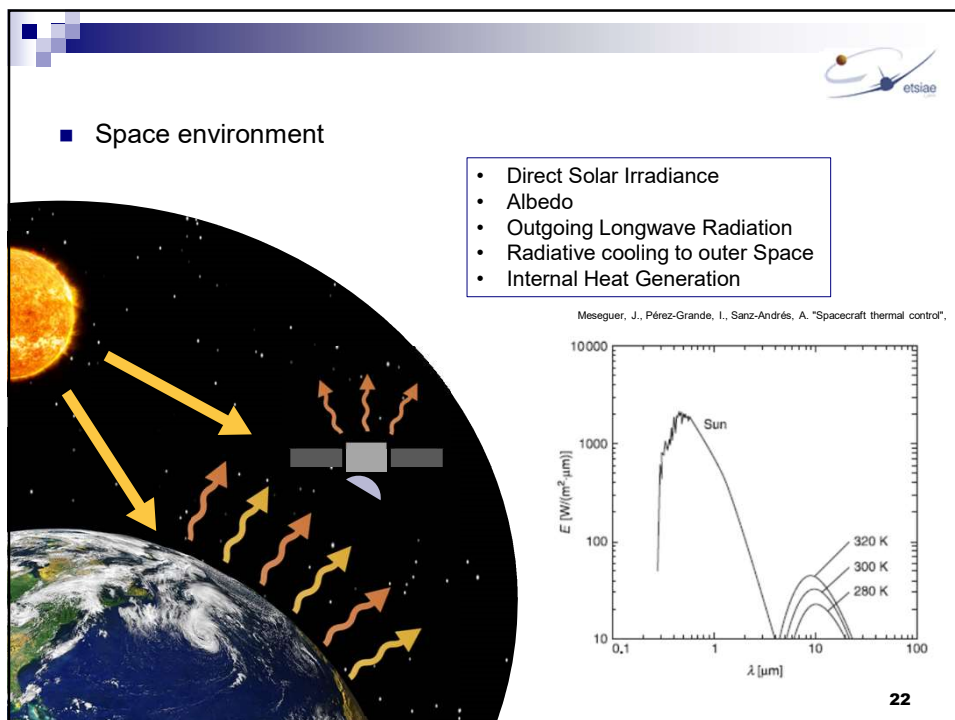 etsiae
■ Space environment
• Direct Solar Irradiance
• Albedo
• Outgoing Longwave Radiation
• Radiative cooling to outer Space
• Internal Heat Generation
Meseguer, J., Pérez-Grande, I., Sanz-Andrés, A. "Spacecraft thermal control",
10000
1000
100
10
E [W/(m²·μm)]
Sun
320 K
300 K
280 K
0.1 1 10 100
λ [μm]
22